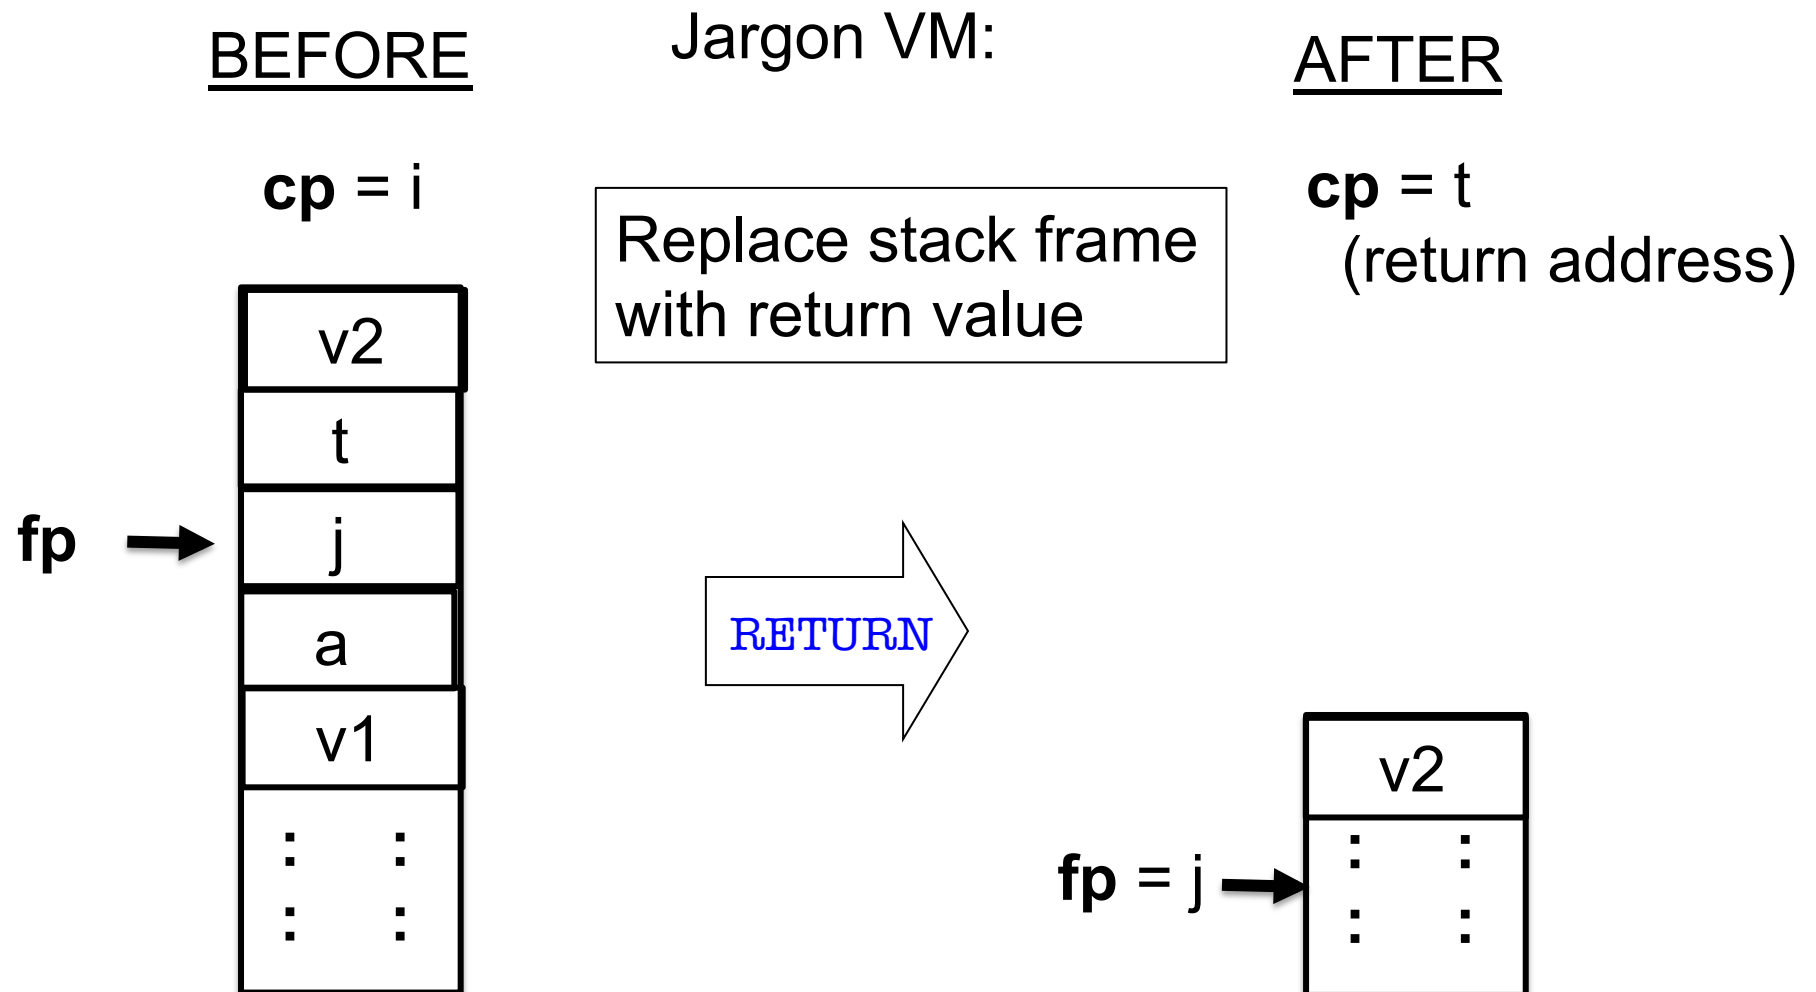 BEFORE
Jargon VM:
AFTER
cp = i
Replace stack frame
with return value
cp = t
(return address)
v2
t
fp
j
a
v1
: :
: :
RETURN
v2
fp = j
: :
: :